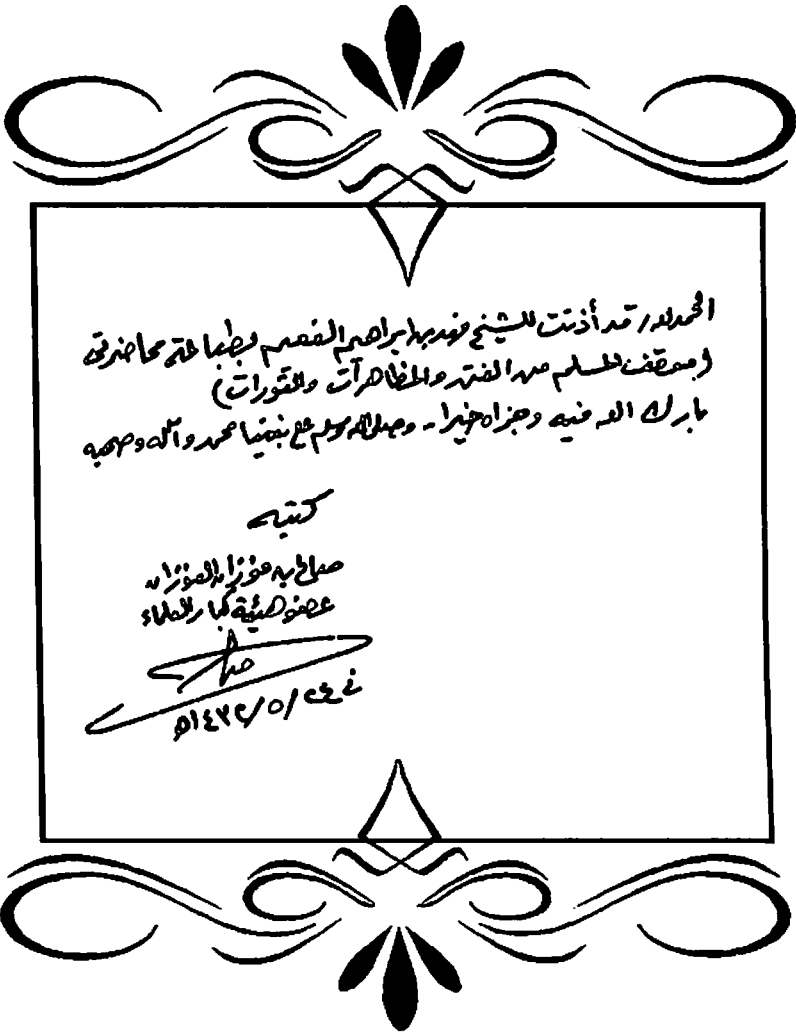 الحمد لله قد أذنت للشيخ فهد بن إبراهيم الفعيم بطباعة محاضرتي
(موقف المسلم من الفتن والمظاهرات والثورات)
بارك الله فيه وجزاه خيرا. وصلى الله وسلم على نبينا محمد وآله وصحبه
كتبه
صالح بن فوزان الفوزان
عضو هيئة كبار العلماء
في ٢٤/٥/١٤٣٢هـ